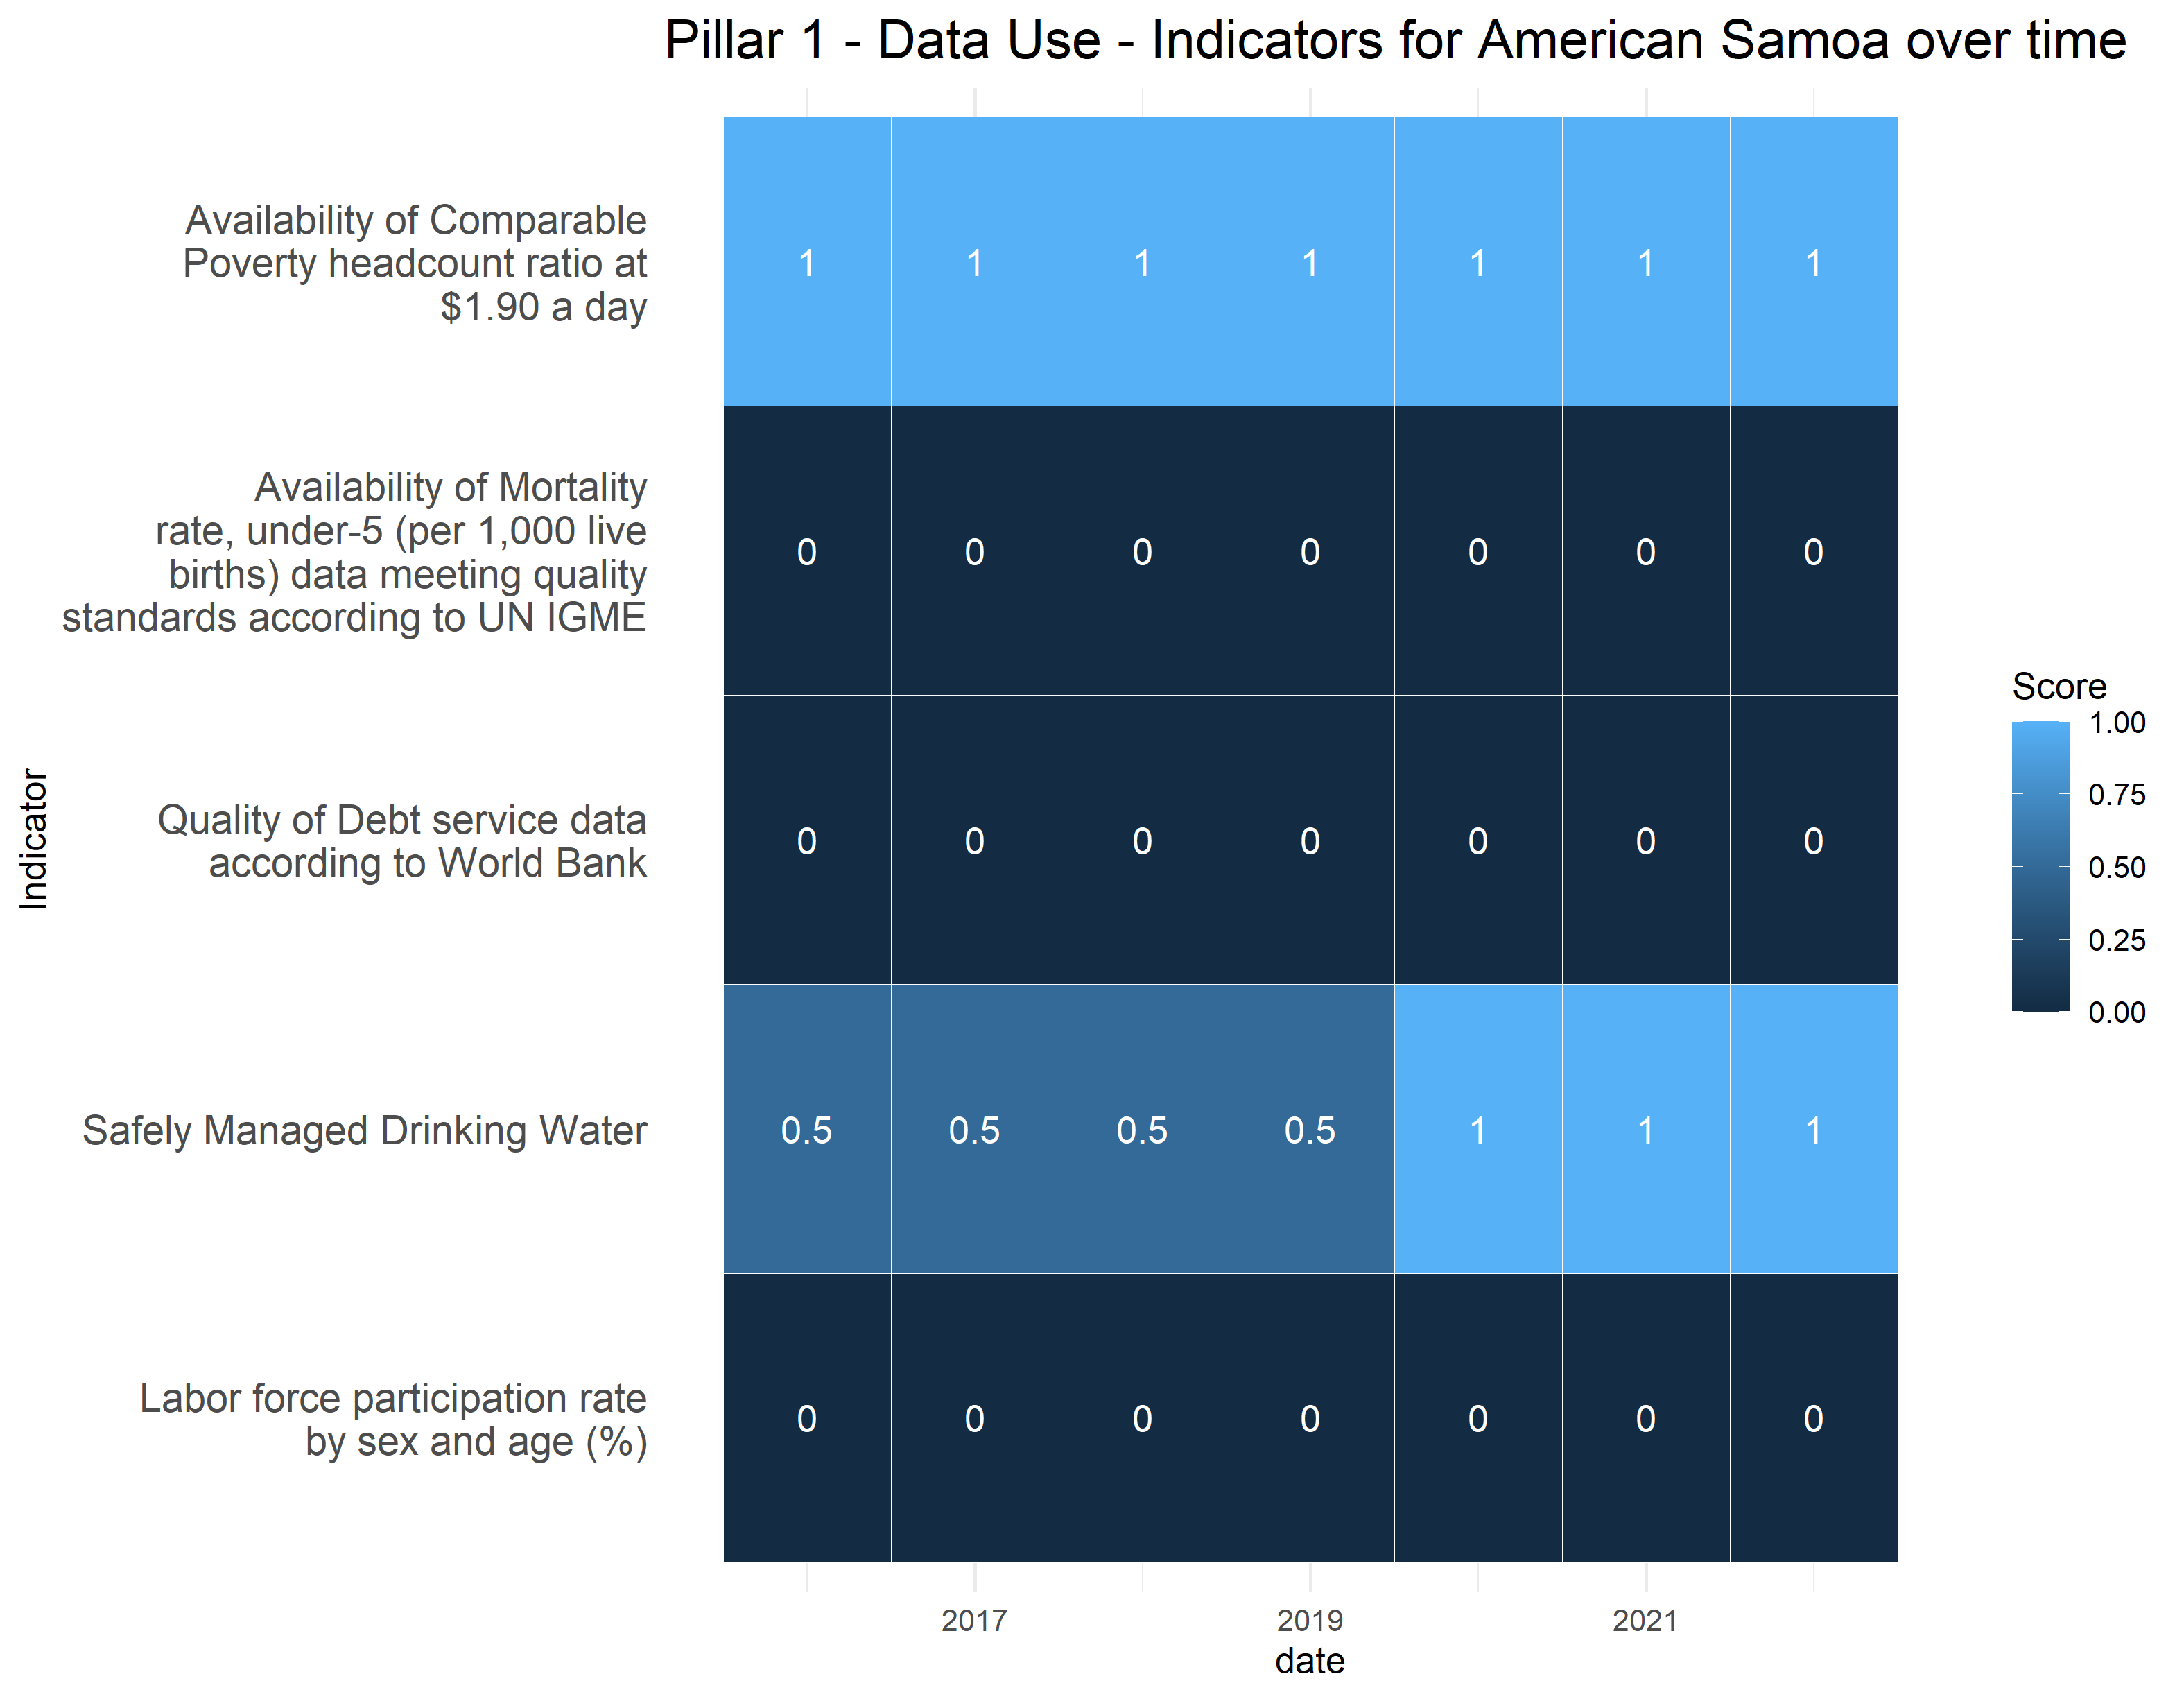 Pillar 1 - Data Use - Indicators for American Samoa over time
Indicator
Availability of Comparable
Poverty headcount ratio at
$1.90 a day
1 1 1 1 1 1 1
Availability of Mortality
rate, under-5 (per 1,000 live
births) data meeting quality
standards according to UN IGME
0 0 0 0 0 0 0
Quality of Debt service data
according to World Bank
0 0 0 0 0 0 0
Safely Managed Drinking Water
0.5 0.5 0.5 0.5 1 1 1
Labor force participation rate
by sex and age (%)
0 0 0 0 0 0 0
2017 2019 2021
date
Score
1.00
0.75
0.50
0.25
0.00